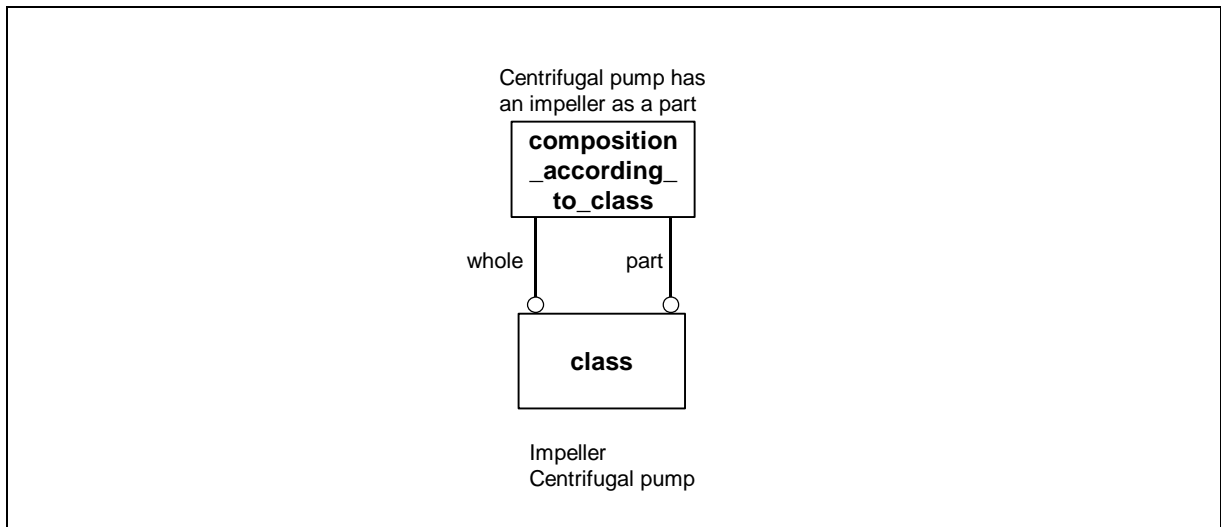 Centrifugal pump has
an impeller as a part
composition
_according_
to_class
whole
part
class
Impeller
Centrifugal pump